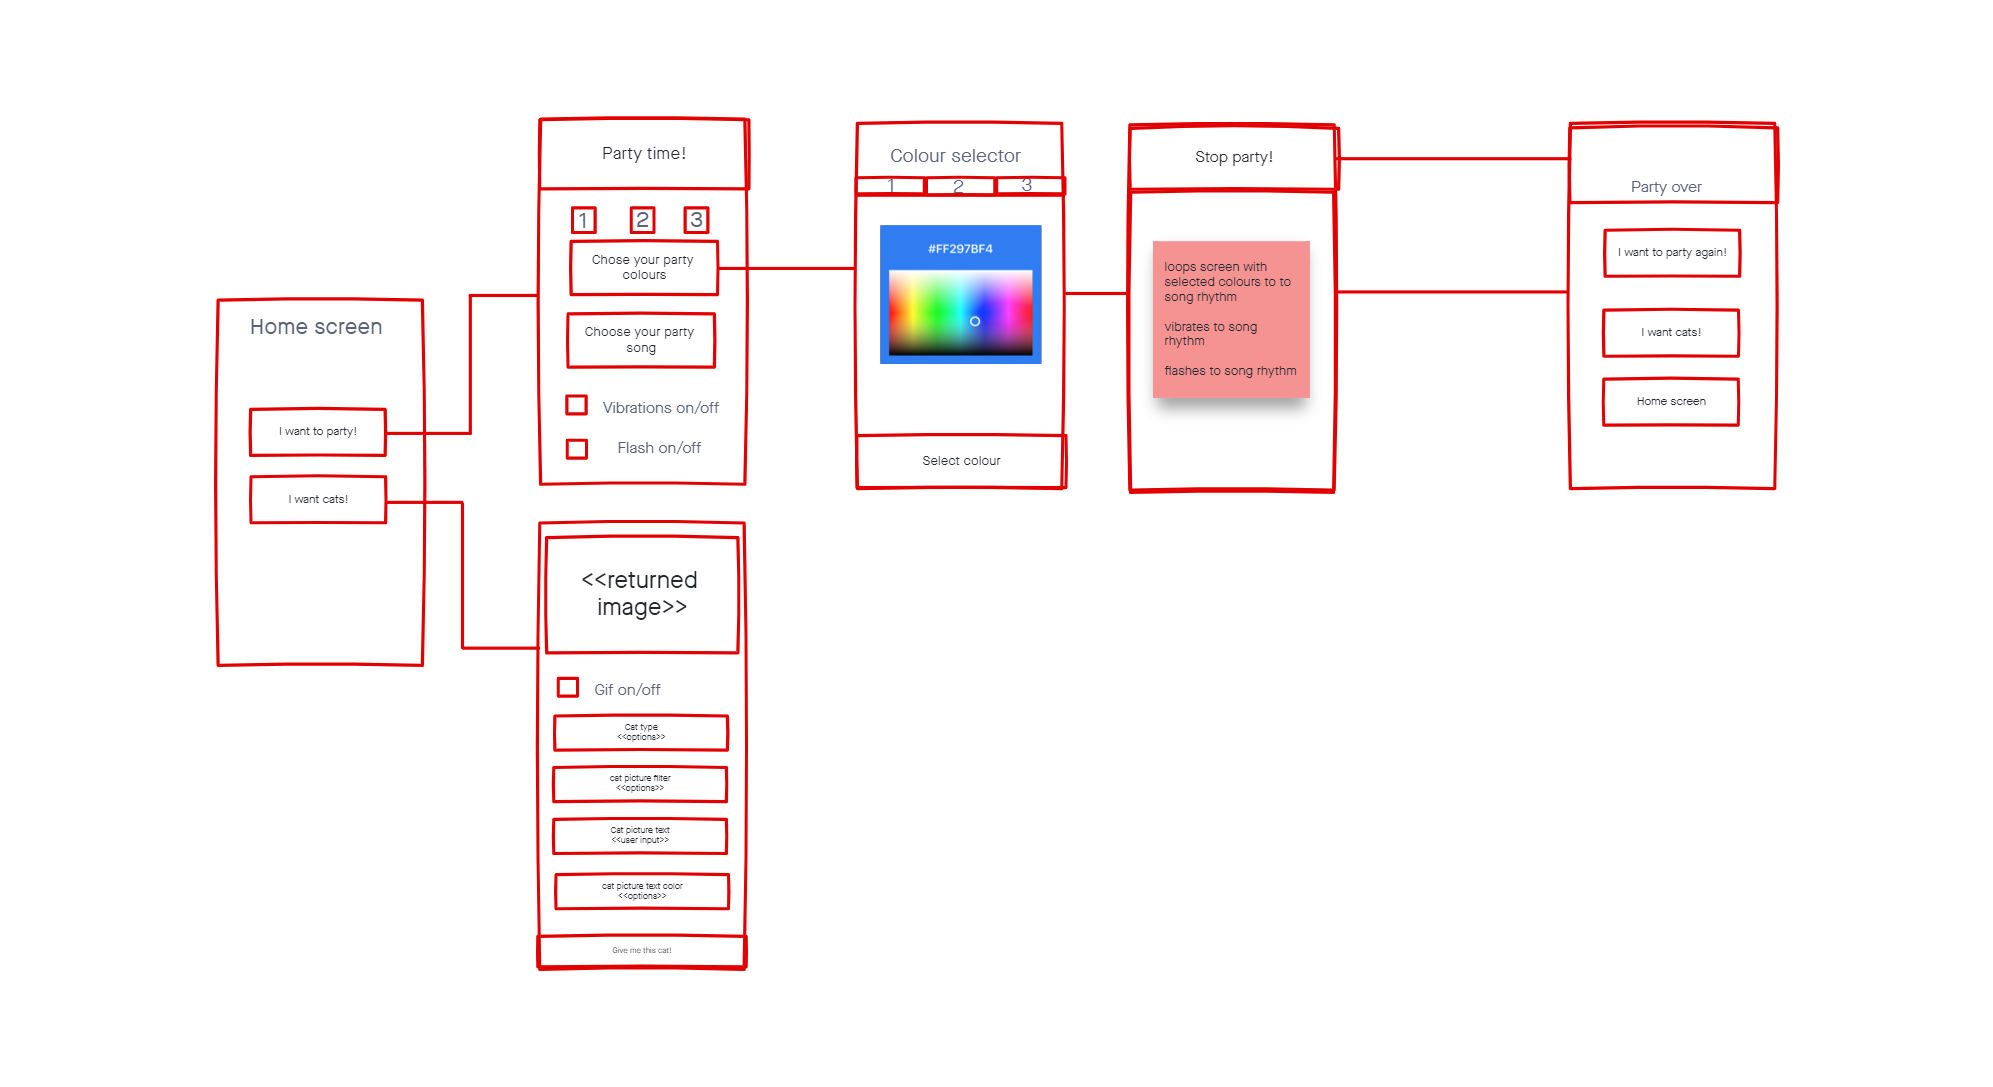 Home screen
I want to party!
I want cats!
Party time!
1 2 3
Chose your party
colours
Choose your party
song
Vibrations on/off
Flash on/off
<<returned
image>>
Gif on/off
Cat type
<<options>>
cat picture filter
<<options>>
Cat picture text
<<user input>>
cat picture text color
<<options>>
Give me this cat!
Colour selector
1 2 3
#FF297BF4
Select colour
Stop party!
loops screen with
selected colours to to
song rhythm
vibrates to song
rhythm
flashes to song rhythm
Party over
I want to party again!
I want cats!
Home screen